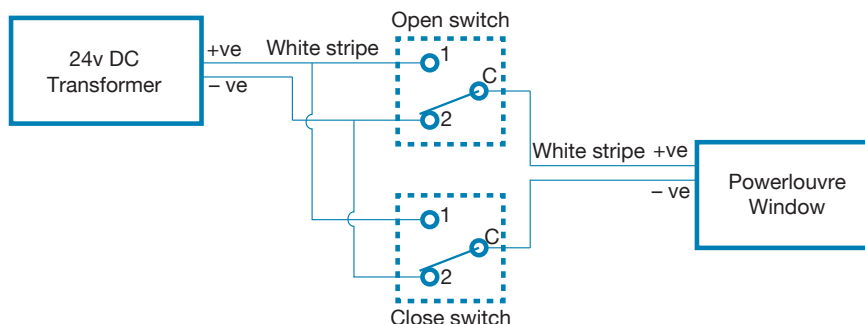 Open switch
24v DC
Transformer
+ve
White stripe
1
C
– ve
2
White stripe +ve
– ve
Powerlouvre
Window
1
C
2
Close switch